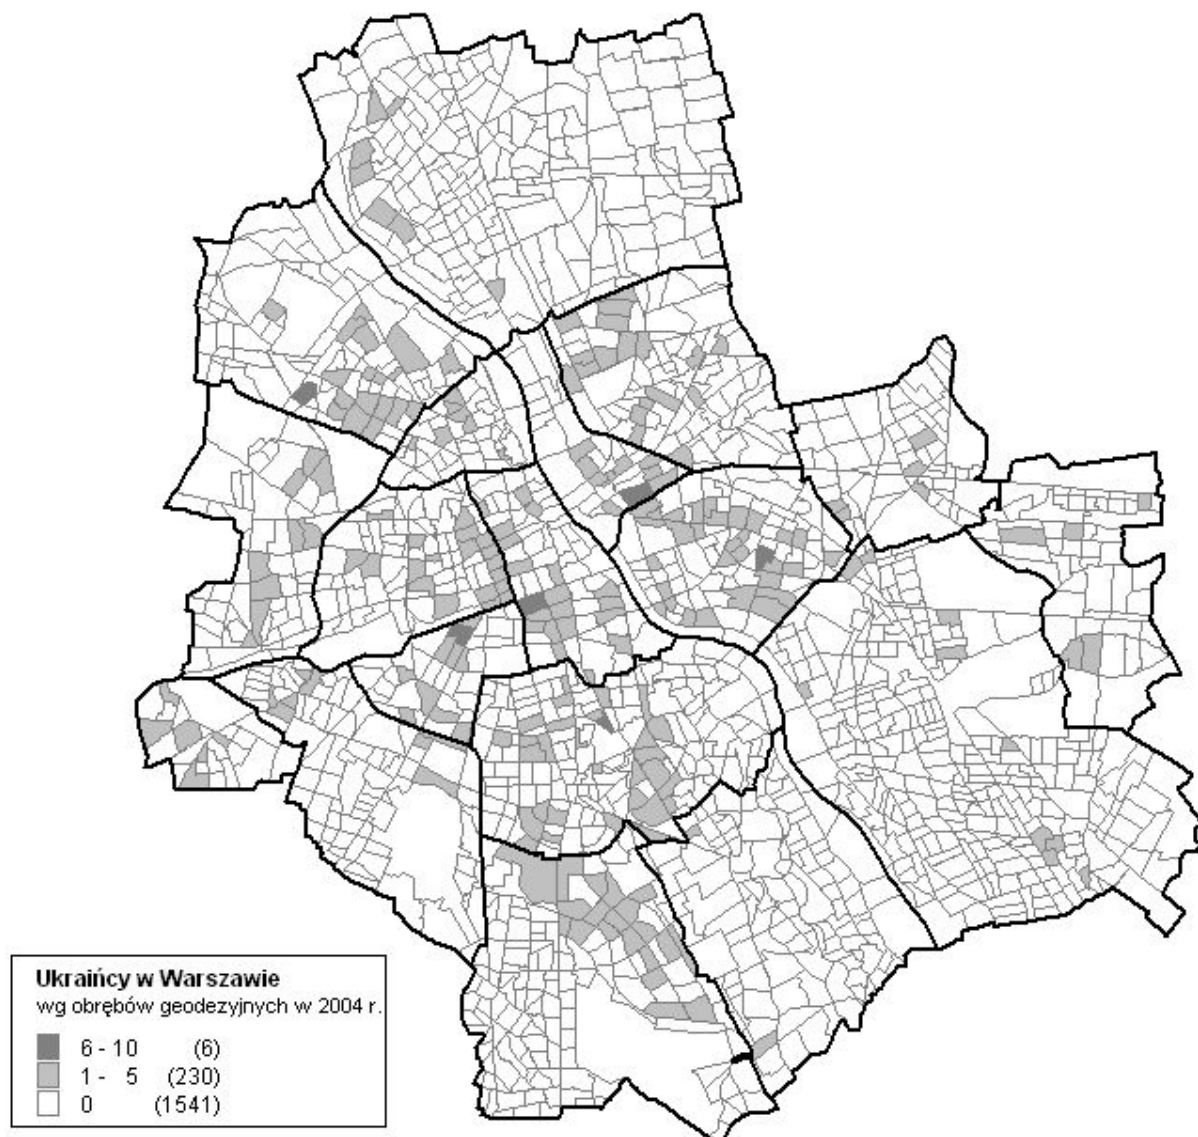 Ukraińcy w Warszawie
wg obrębów geodezyjnych w 2004 r.
6 - 10 (6)
1 - 5 (230)
0 (1541)